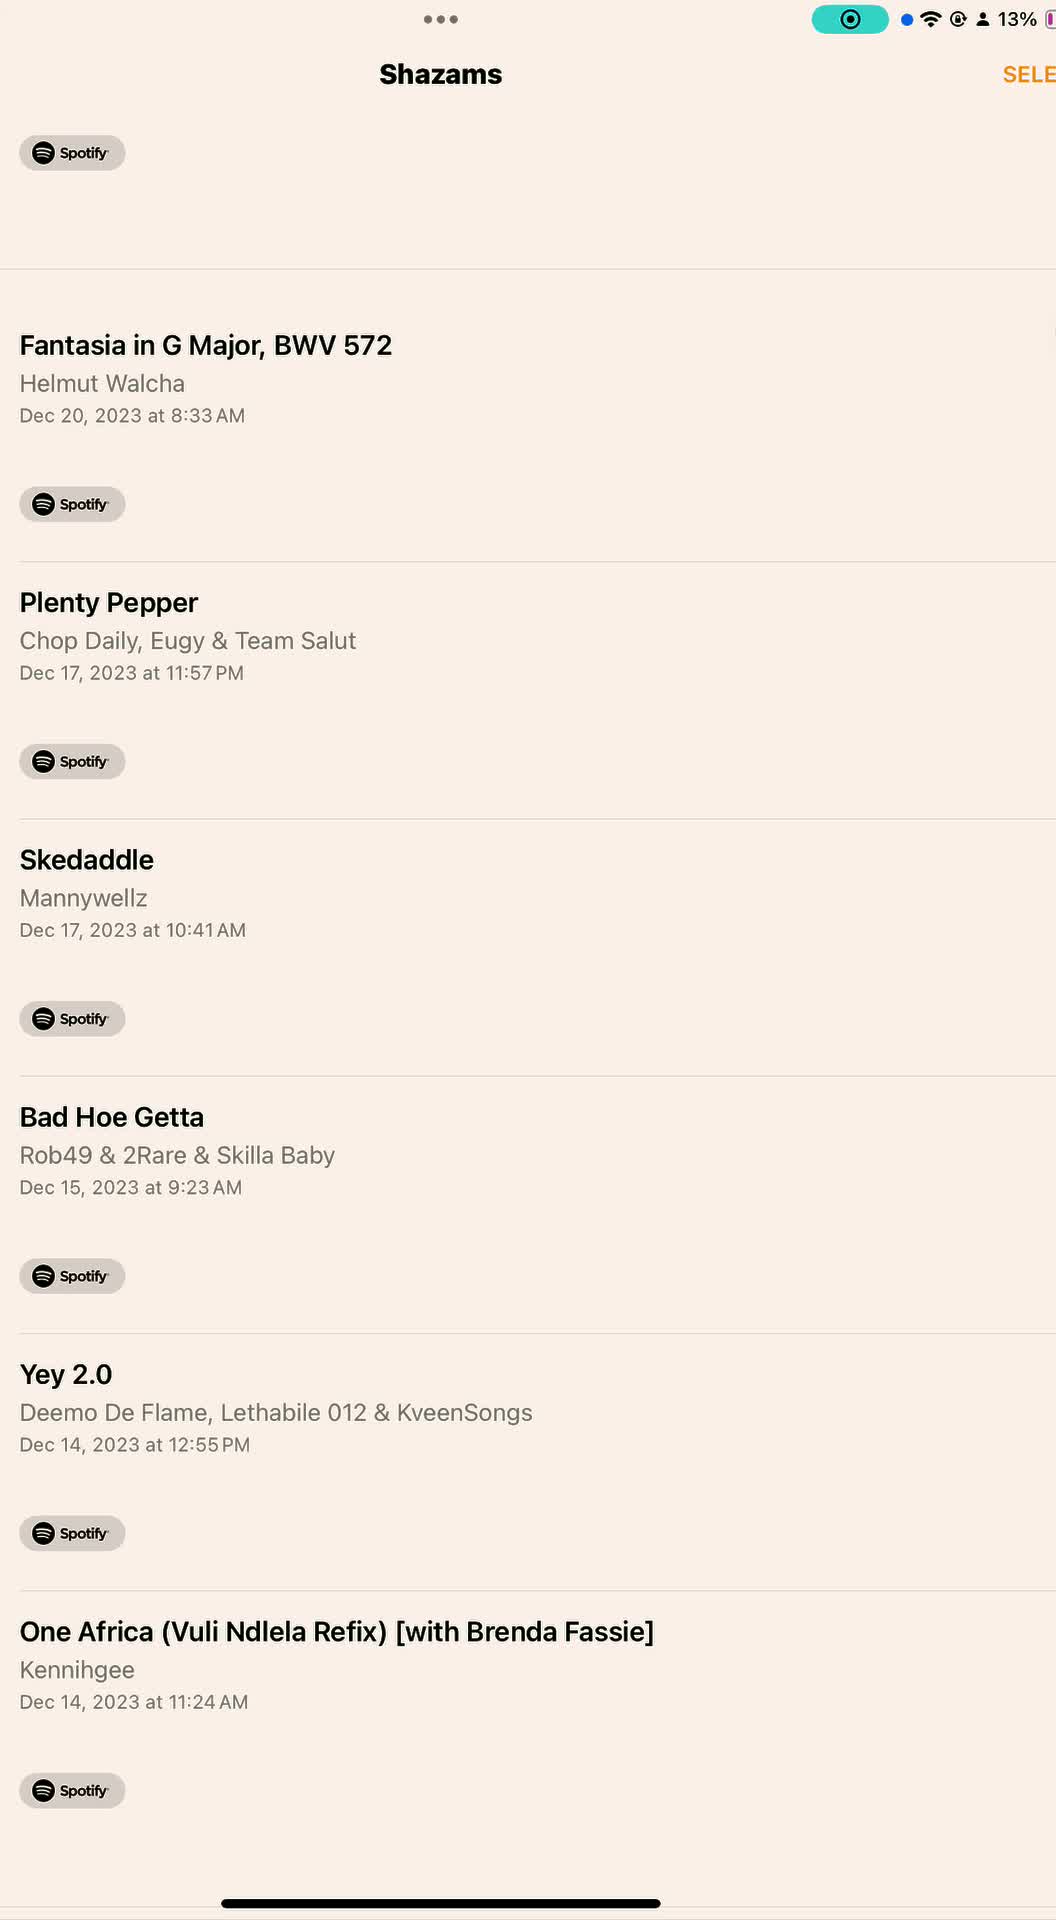 13%
Shazams
SELE
Spotify
Fantasia in G Major, BWV 572
Helmut Walcha
Dec 20, 2023 at 8:33 AM
Spotify
Plenty Pepper
Chop Daily, Eugy & Team Salut
Dec 17, 2023 at 11:57 PM
Spotify
Skedaddle
Mannywellz
Dec 17, 2023 at 10:41 AM
Spotify
Bad Hoe Getta
Rob49 & 2Rare & Skilla Baby
Dec 15, 2023 at 9:23 AM
Spotify
Yey 2.0
Deemo De Flame, Lethabile 012 & KveenSongs
Dec 14, 2023 at 12:55 PM
Spotify
One Africa (Vuli Ndlela Refix) [with Brenda Fassie]
Kennihgee
Dec 14, 2023 at 11:24 AM
Spotify